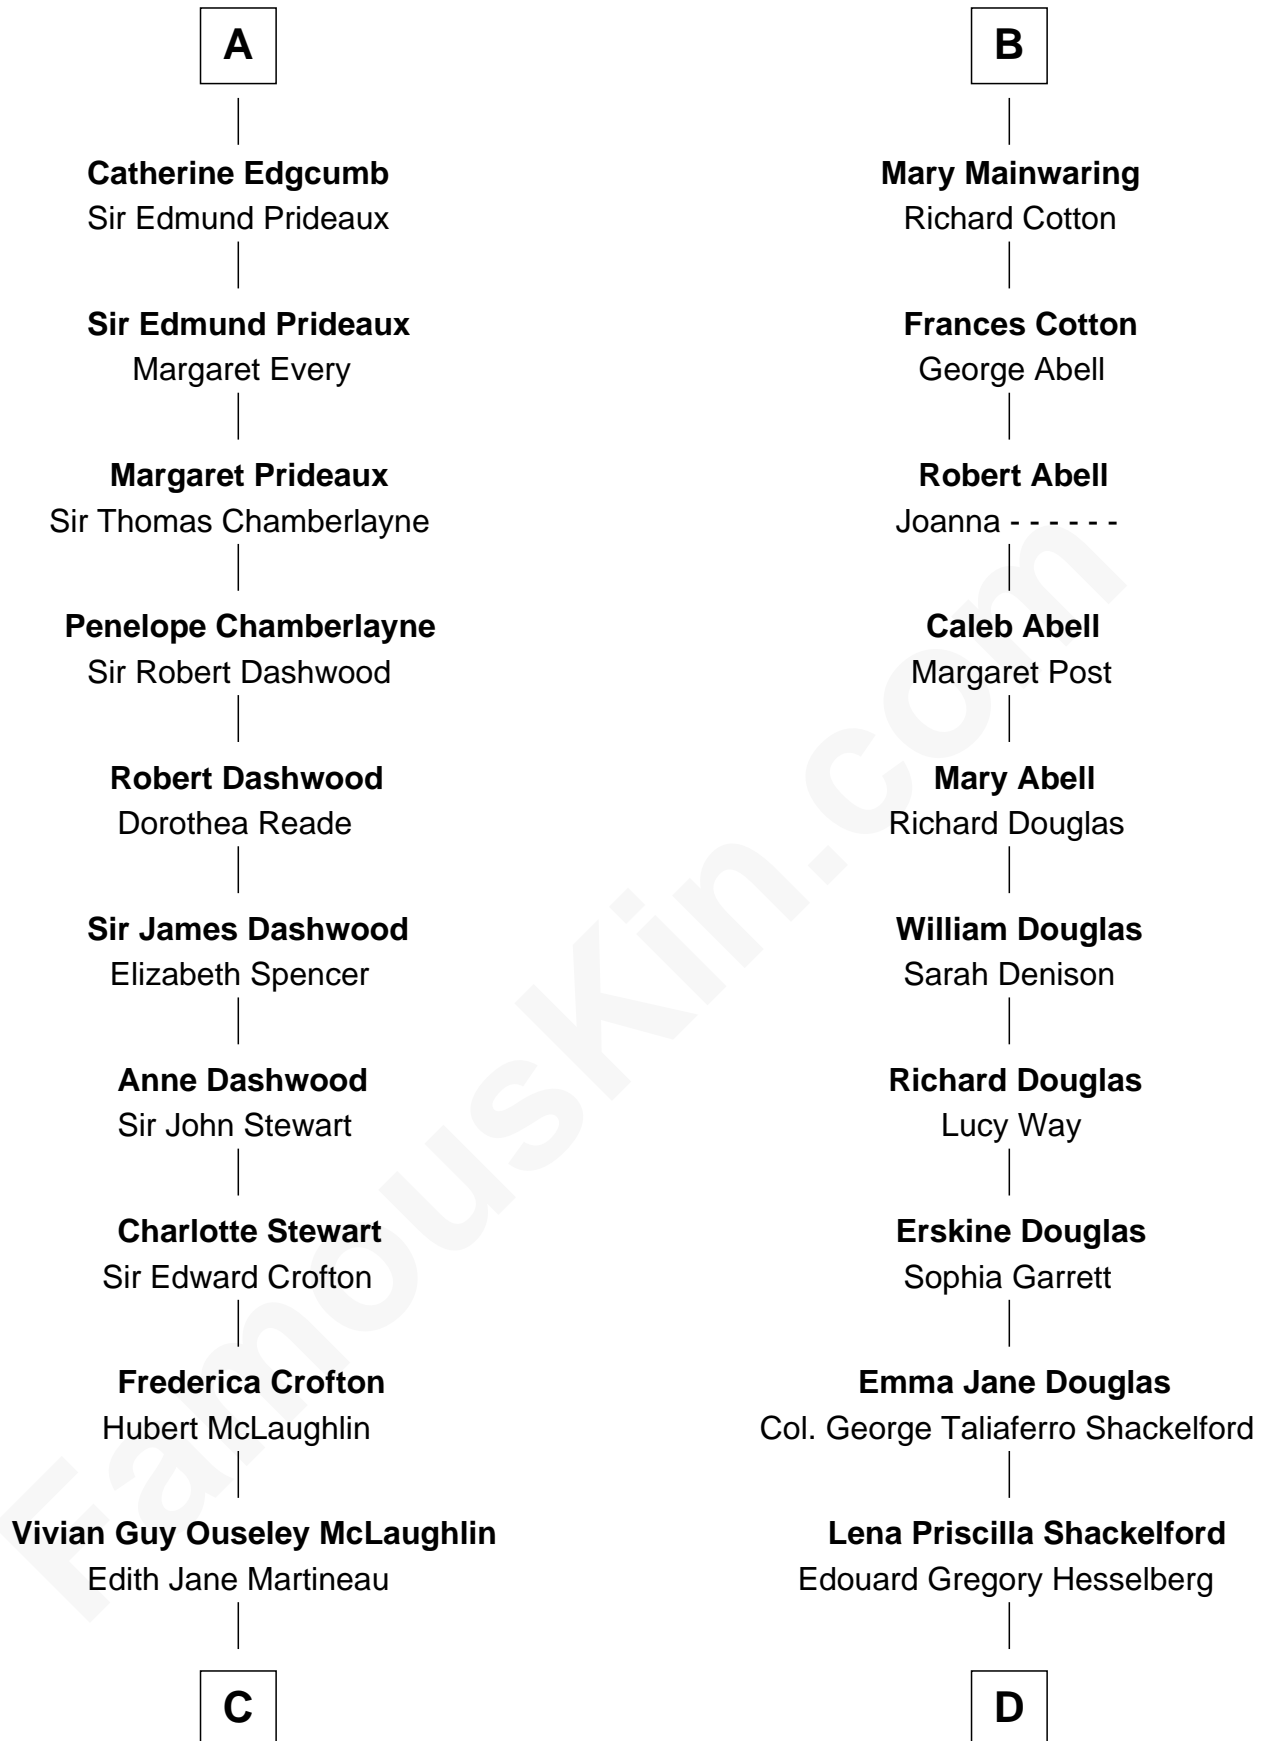 A
Catherine Edgcumb
Sir Edmund Prideaux
Sir Edmund Prideaux
Margaret Every
Margaret Prideaux
Sir Thomas Chamberlayne
Penelope Chamberlayne
Sir Robert Dashwood
Robert Dashwood
Dorothea Reade
Sir James Dashwood
Elizabeth Spencer
Anne Dashwood
Sir John Stewart
Charlotte Stewart
Sir Edward Crofton
Frederica Crofton
Hubert McLaughlin
Vivian Guy Ouseley McLaughlin
Edith Jane Martineau
C
B
Mary Mainwaring
Richard Cotton
Frances Cotton
George Abell
Robert Abell
Joanna - - - - - -
Caleb Abell
Margaret Post
Mary Abell
Richard Douglas
William Douglas
Sarah Denison
Richard Douglas
Lucy Way
Erskine Douglas
Sophia Garrett
Emma Jane Douglas
Col. George Taliaferro Shackelford
Lena Priscilla Shackelford
Edouard Gregory Hesselberg
D
FamousKin.com